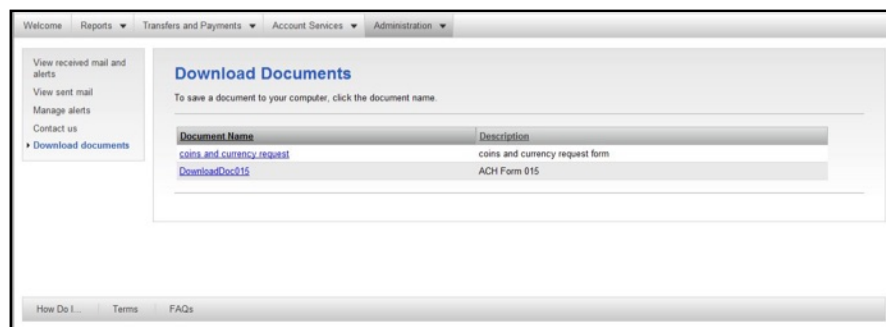 Welcome Reports Transfers and Payments Account Services Administration
View received mail and
alerts
View sent mail
Manage alerts
Contact us
Download documents
Download Documents
To save a document to your computer, click the document name.
Document Name Description
coins and currency request coins and currency request form
DownloadDoc015 ACH Form 015
How Do I... Terms FAQs